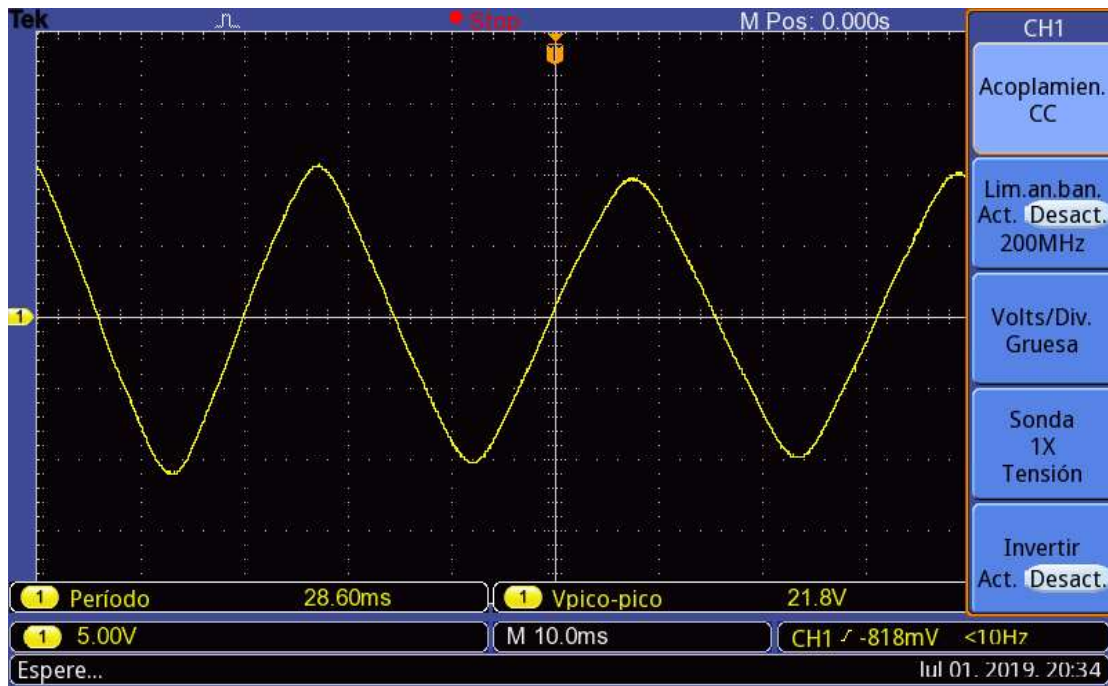 Tek Stop M Pos: 0.000s
CH1
Acoplamien.
CC
Lim.an.ban.
Act. Desact.
200MHz
Volts/Div.
Gruesa
Sonda
1X
Tensión
Invertir
Act. Desact.
T
1
1 Período 28.60ms 1 Vpico-pico 21.8V
1 5.00V M 10.0ms CH1 -818mV <10Hz
Espere... Iul 01. 2019. 20:34